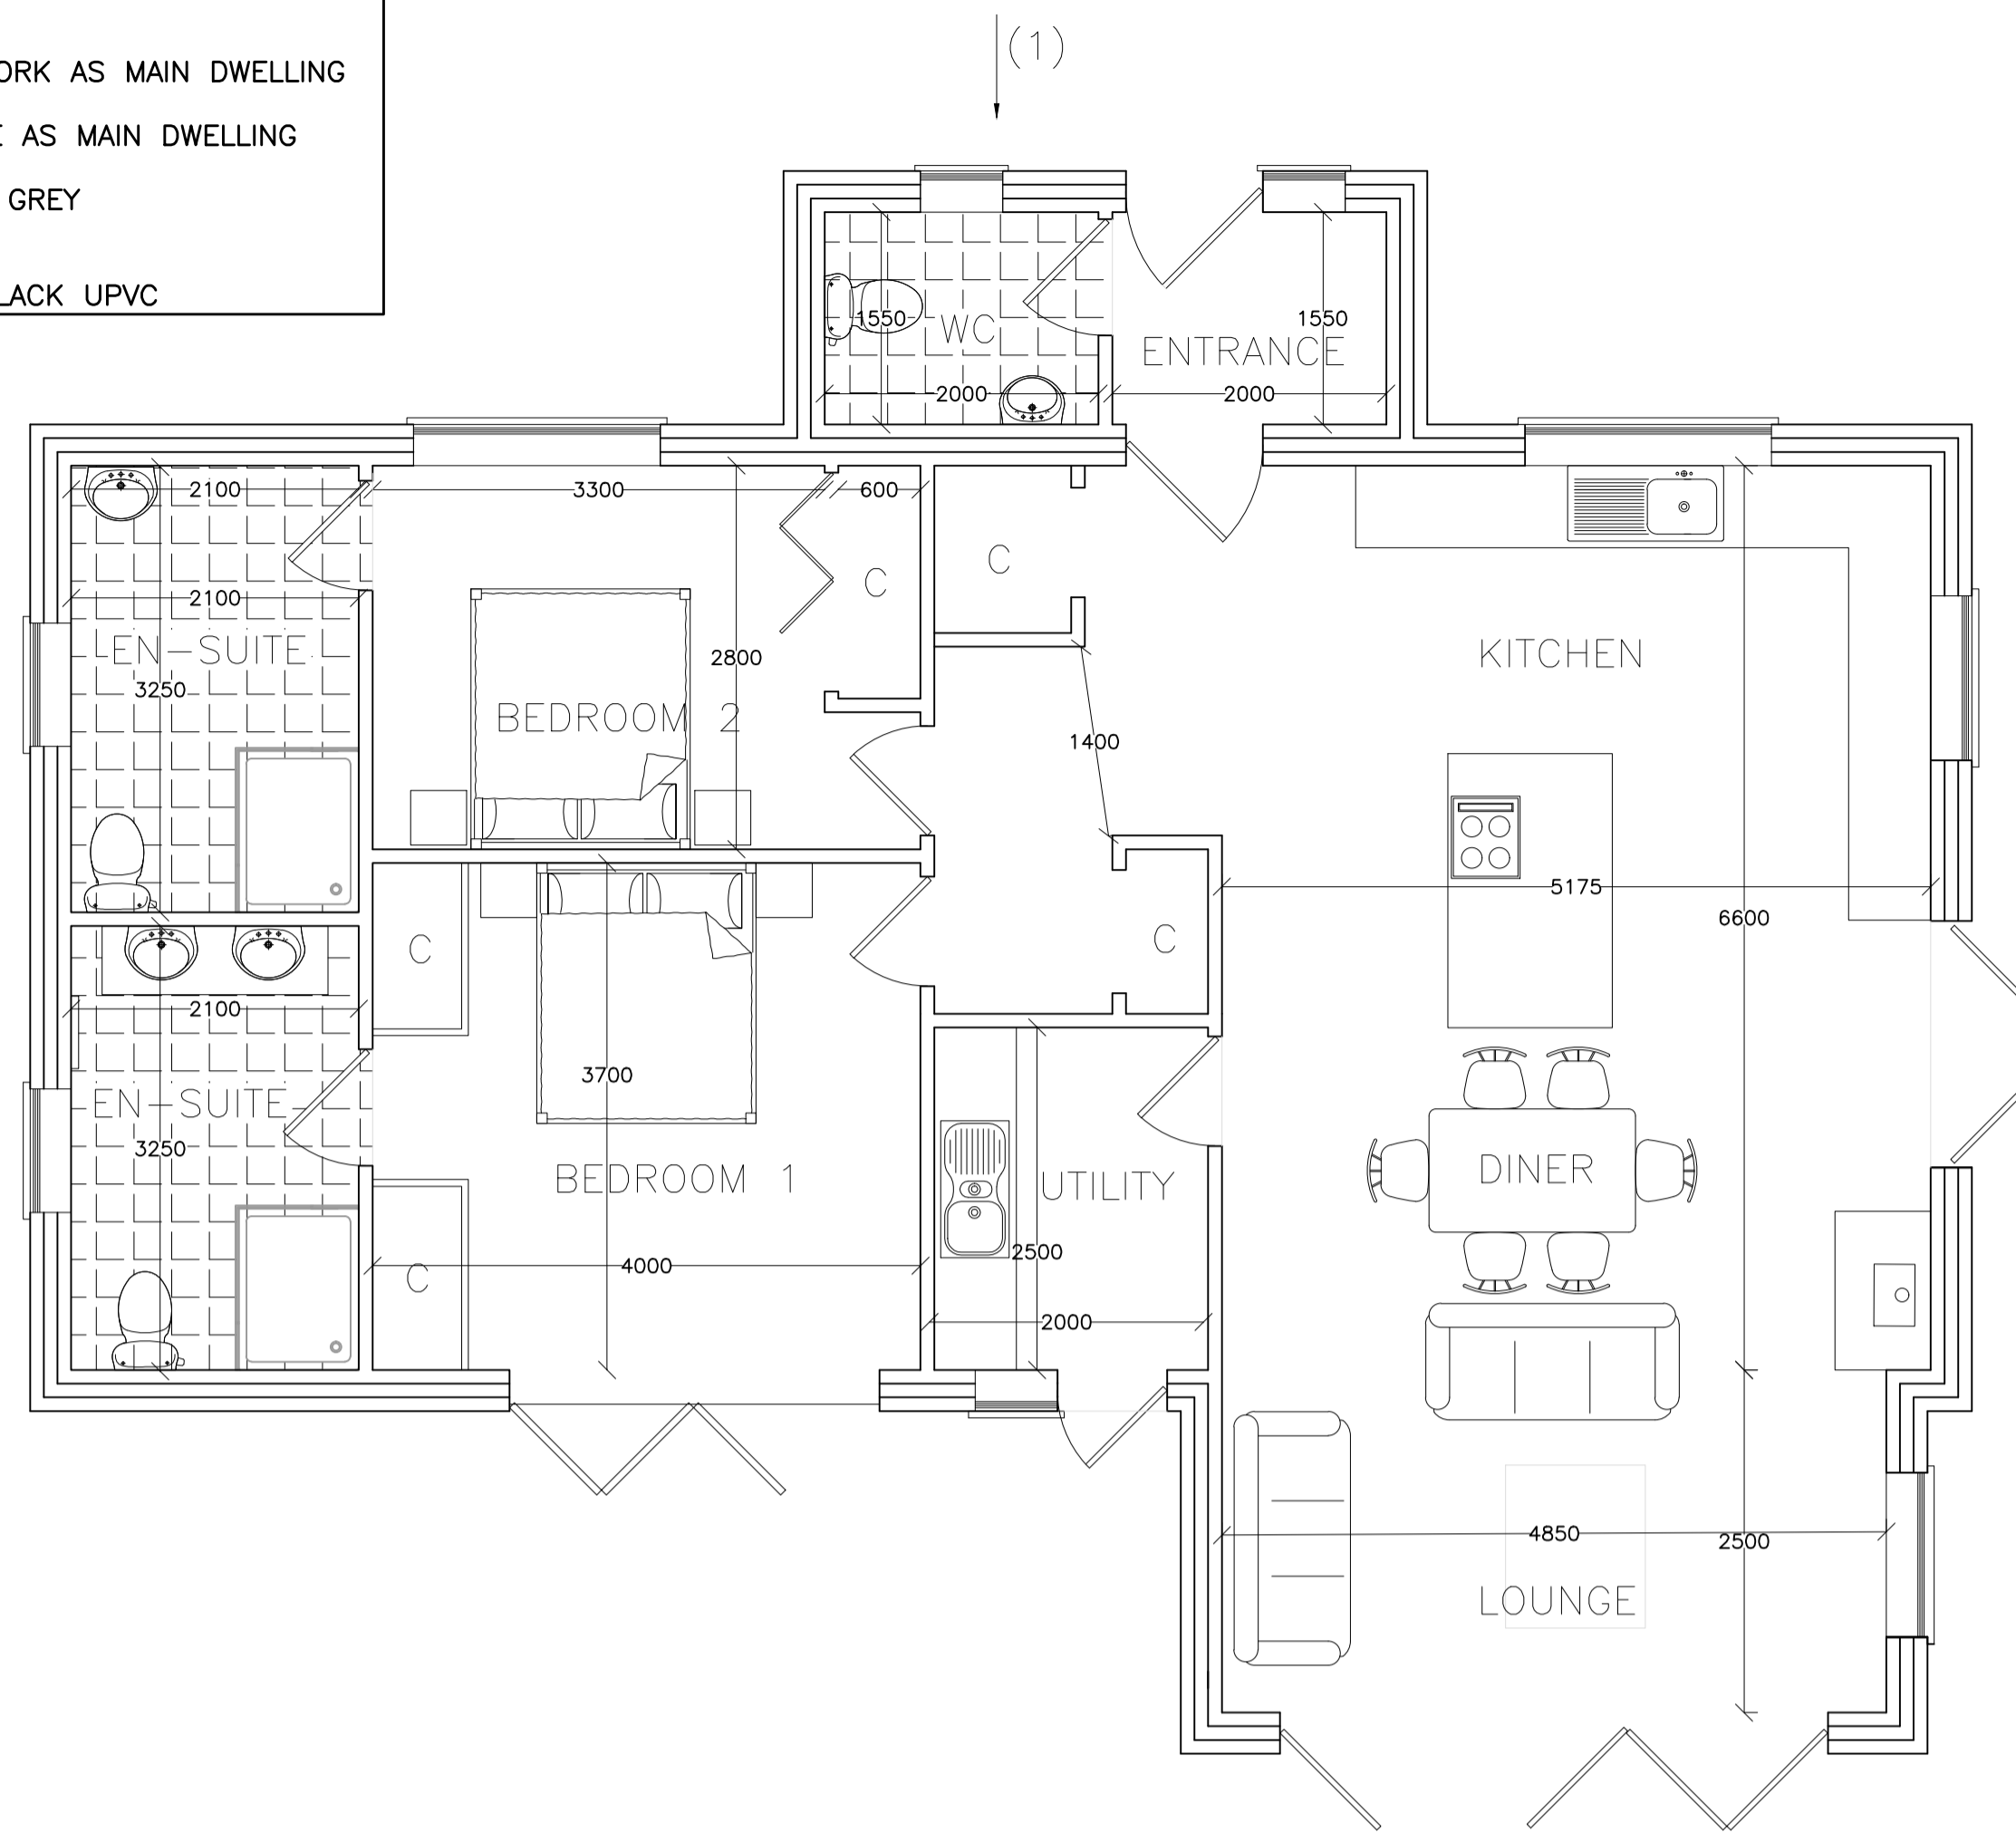 (1)
ORK AS MAIN DWELLING
E AS MAIN DWELLING
GREY
LACK UPVC
1550
WC
1550
ENTRANCE
2000
2000
2100
3300
600
C
C
2100
EN-SUITE
KITCHEN
2800
3250
BEDROOM 2
1400
5175
6600
C
C
2100
3700
EN-SUITE
3250
BEDROOM 1
UTILITY
DINER
2500
4000
C
2000
4850
2500
LOUNGE